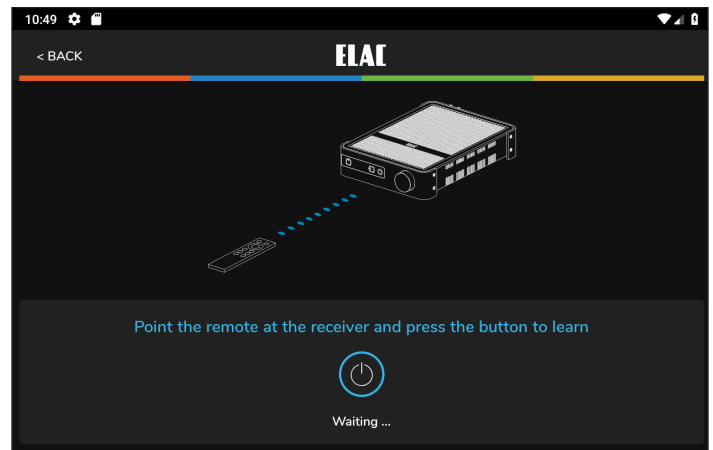 10:49
< BACK
ELAC
Point the remote at the receiver and press the button to learn
Waiting ...